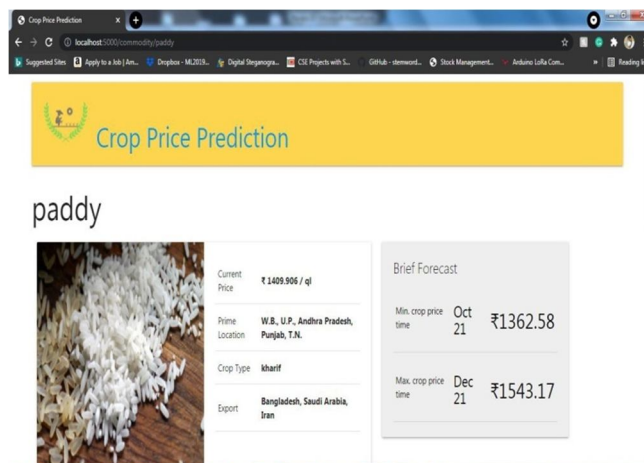 Crop Price Prediction
localhost:5000/commodity/paddy
Suggested Sites
Apply to a Job | Am...
Dropbox - ML2019...
Digital Steganogra...
CSE Projects with S...
GitHub - stemword...
Stock Management...
Arduino LoRa Com...
»
Reading li
Crop Price Prediction
paddy
Current
Price
₹ 1409.906 / ql
Prime
Location
W.B., U.P., Andhra Pradesh,
Punjab, T.N.
Crop Type
kharif
Export
Bangladesh, Saudi Arabia,
Iran
Brief Forecast
Min. crop price
time
Oct
21
₹1362.58
Max. crop price
time
Dec
21
₹1543.17